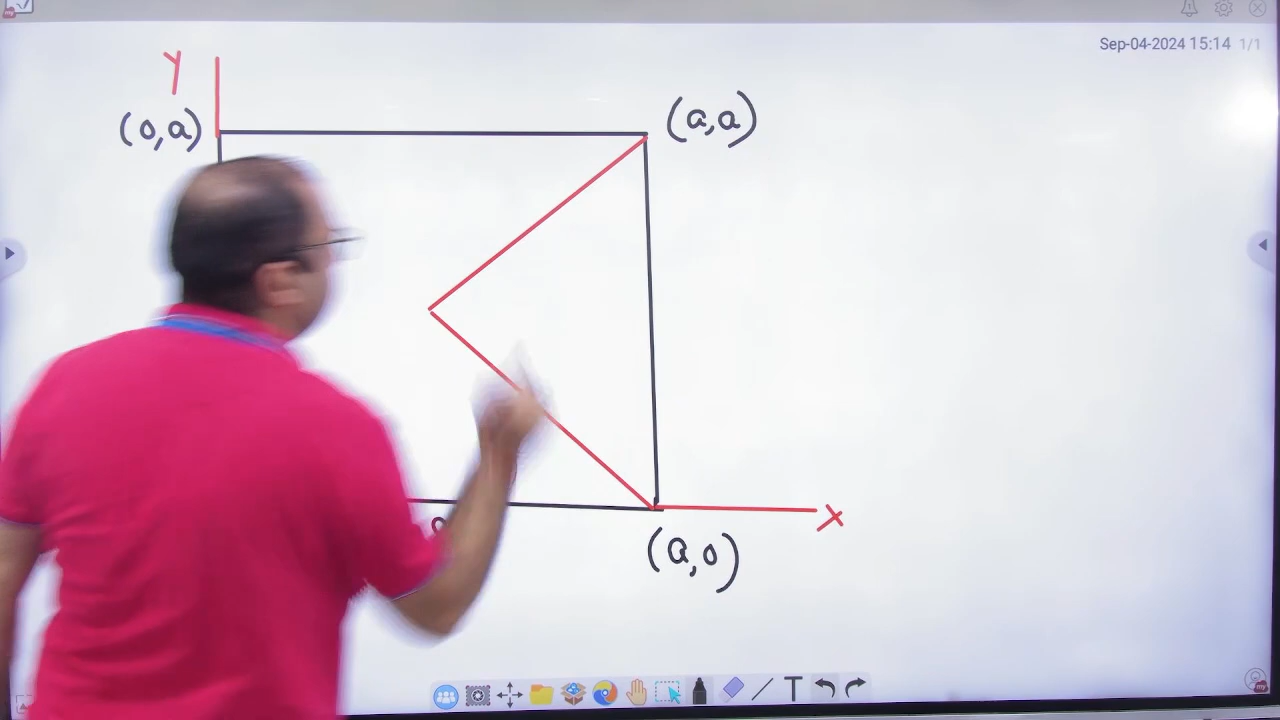 Sep-04-2024 15:14 1/1
Y
(0,a)
(a,a)
X
(a,0)
T